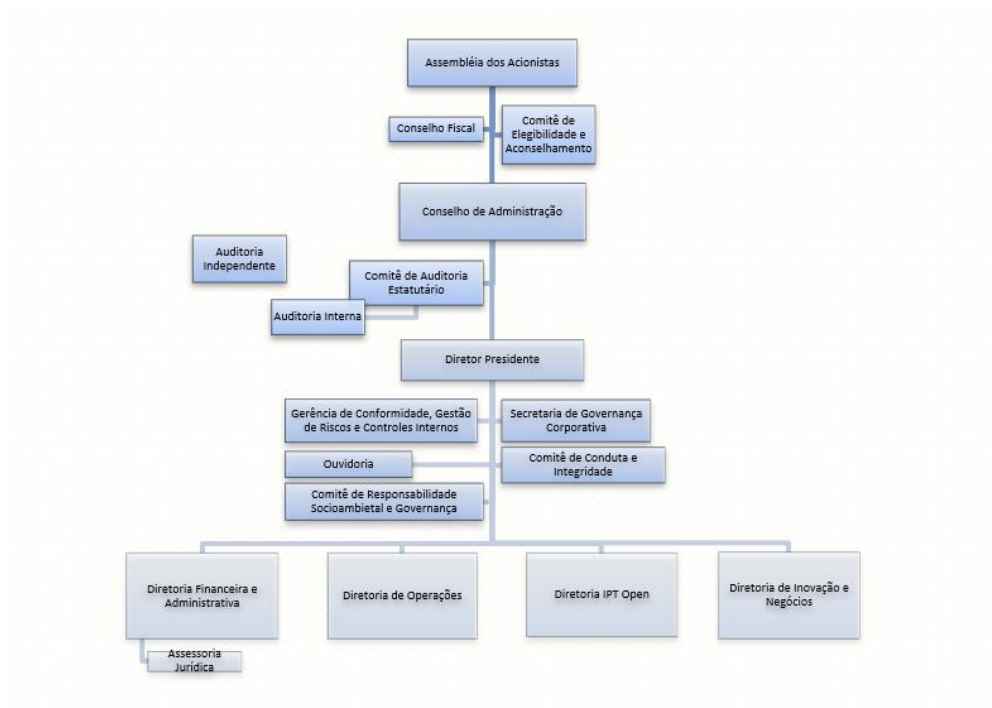 Assembléia dos Acionistas
Conselho Fiscal
Comitê de
Elegibilidade e
Aconselhamento
Conselho de Administração
Auditoria
Independente
Comitê de Auditoria
Estatutário
Auditoria Interna
Diretor Presidente
Gerência de Conformidade, Gestão
de Riscos e Controles Internos
Secretaria de Governança
Corporativa
Ouvidoria
Comitê de Conduta e
Integridade
Comitê de Responsabilidade
Socioambietal e Governança
Diretoria Financeira e
Administrativa
Diretoria de Operações
Diretoria IPT Open
Diretoria de Inovação e
Negócios
Assessoria
Jurídica